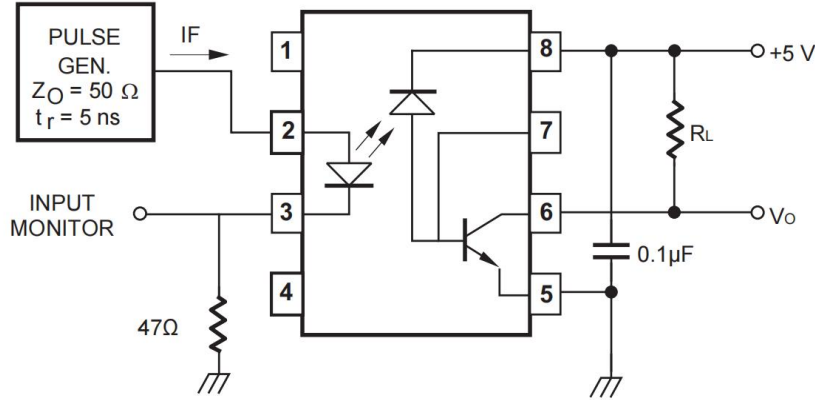 PULSE
GEN.
ZO = 50 Ω
tr = 5 ns
IF
1
2
3
4
8
7
6
5
+5 V
RL
VO
0.1µF
INPUT
MONITOR
47Ω